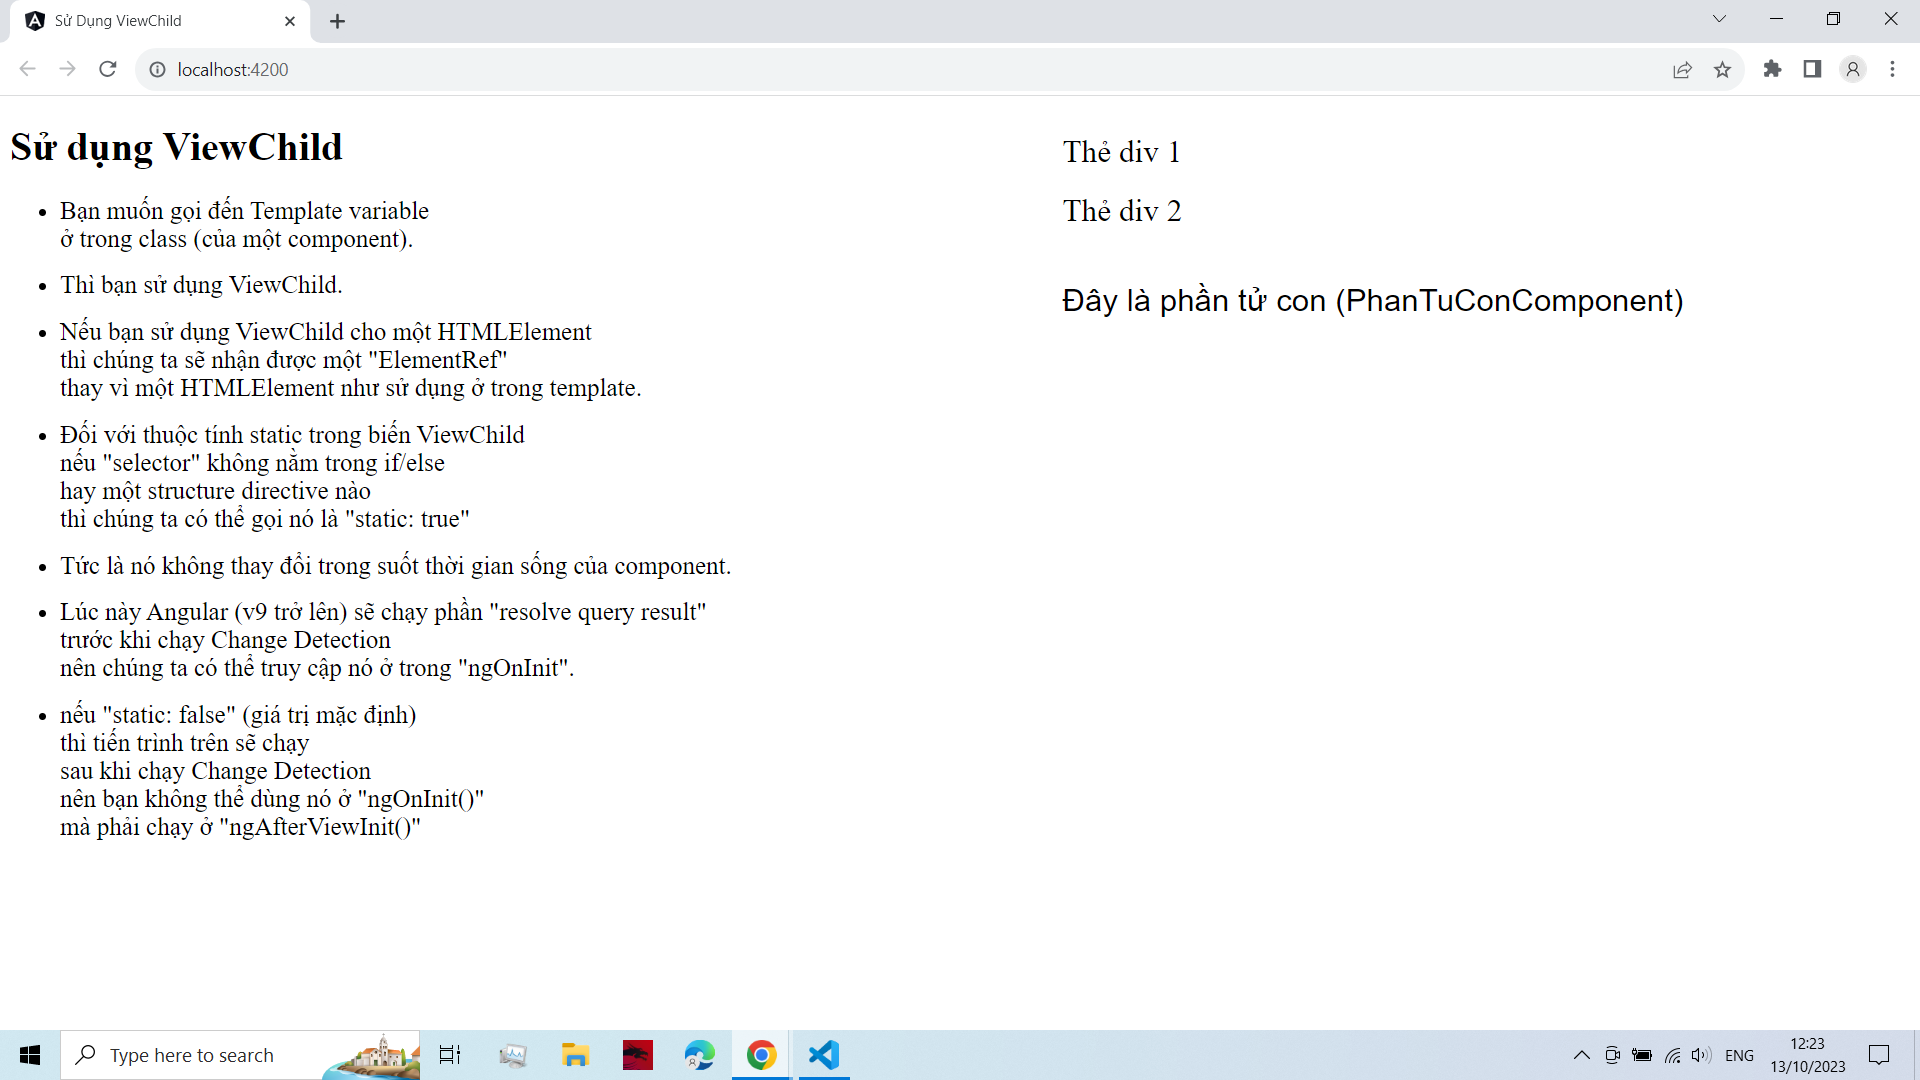 Sử Dụng ViewChild
localhost:4200
Sử dụng ViewChild
Bạn muốn gọi đến Template variable
ở trong class (của một component).
Thì bạn sử dụng ViewChild.
Nếu bạn sử dụng ViewChild cho một HTMLElement
thì chúng ta sẽ nhận được một "ElementRef"
thay vì một HTMLElement như sử dụng ở trong template.
Đối với thuộc tính static trong biến ViewChild
nếu "selector" không nằm trong if/else
hay một structure directive nào
thì chúng ta có thể gọi nó là "static: true"
Tức là nó không thay đổi trong suốt thời gian sống của component.
Lúc này Angular (v9 trở lên) sẽ chạy phần "resolve query result"
trước khi chạy Change Detection
nên chúng ta có thể truy cập nó ở trong "ngOnInit".
nếu "static: false" (giá trị mặc định)
thì tiến trình trên sẽ chạy
sau khi chạy Change Detection
nên bạn không thể dùng nó ở "ngOnInit()"
mà phải chạy ở "ngAfterViewInit()"
Thẻ div 1
Thẻ div 2
Đây là phần tử con (PhanTuConComponent)
Type here to search
ENG
12:23
13/10/2023